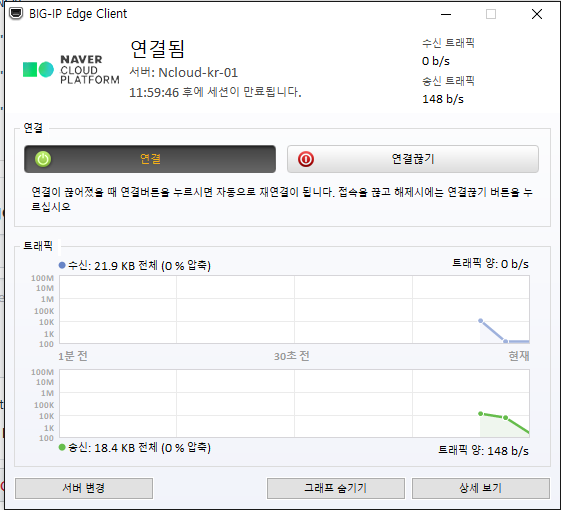 BIG-IP Edge Client
NAVER
CLOUD
PLATFORM
연결됨
서버: Ncloud-kr-01
11:59:46 후에 세션이 만료됩니다.
수신 트래픽
0 b/s
송신 트래픽
148 b/s
연결
연결
연결끊기
연결이 끊어졌을 때 연결버튼을 누르시면 자동으로 재연결이 됩니다. 접속을 끊고 해제시에는 연결끊기 버튼을 누
르십시오
트래픽
수신: 21.9 KB 전체 (0 % 압축)
트래픽 양: 0 b/s
100M
10M
1M
100K
10K
1K
100
1분 전
30초 전
현재
100M
10M
1M
100K
10K
1K
100
송신: 18.4 KB 전체 (0 % 압축)
트래픽 양: 148 b/s
서버 변경
그래프 숨기기
상세 보기